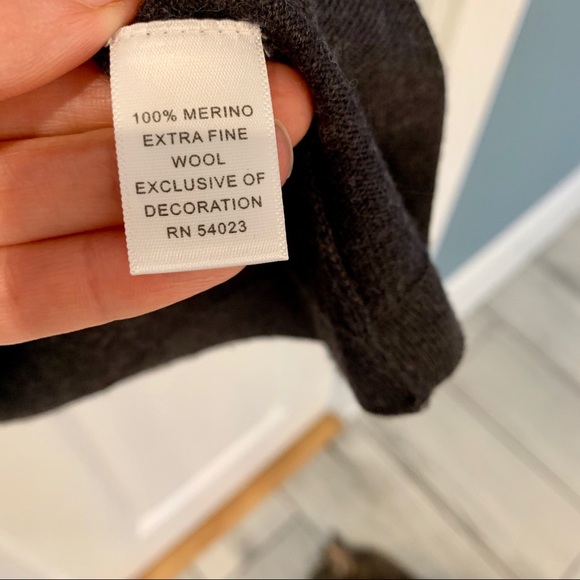 100% MERINO
EXTRA FINE
WOOL
EXCLUSIVE OF
DECORATION
RN 54023